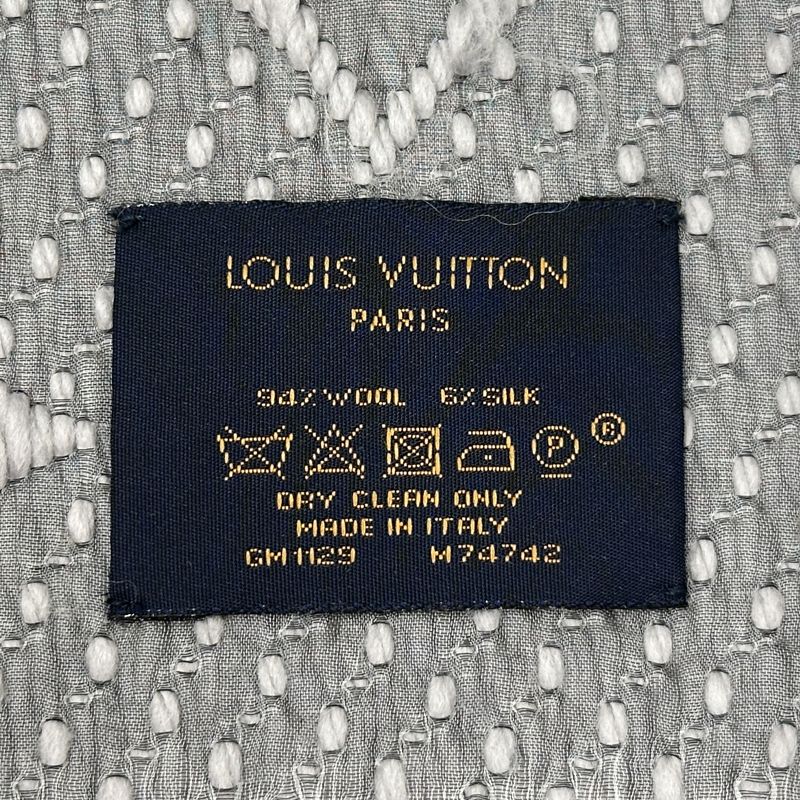 LOUIS VUITTON
PARIS
94% WOOL 6% SILK
P ®
DRY CLEAN ONLY
MADE IN ITALY
GM1129 M74742